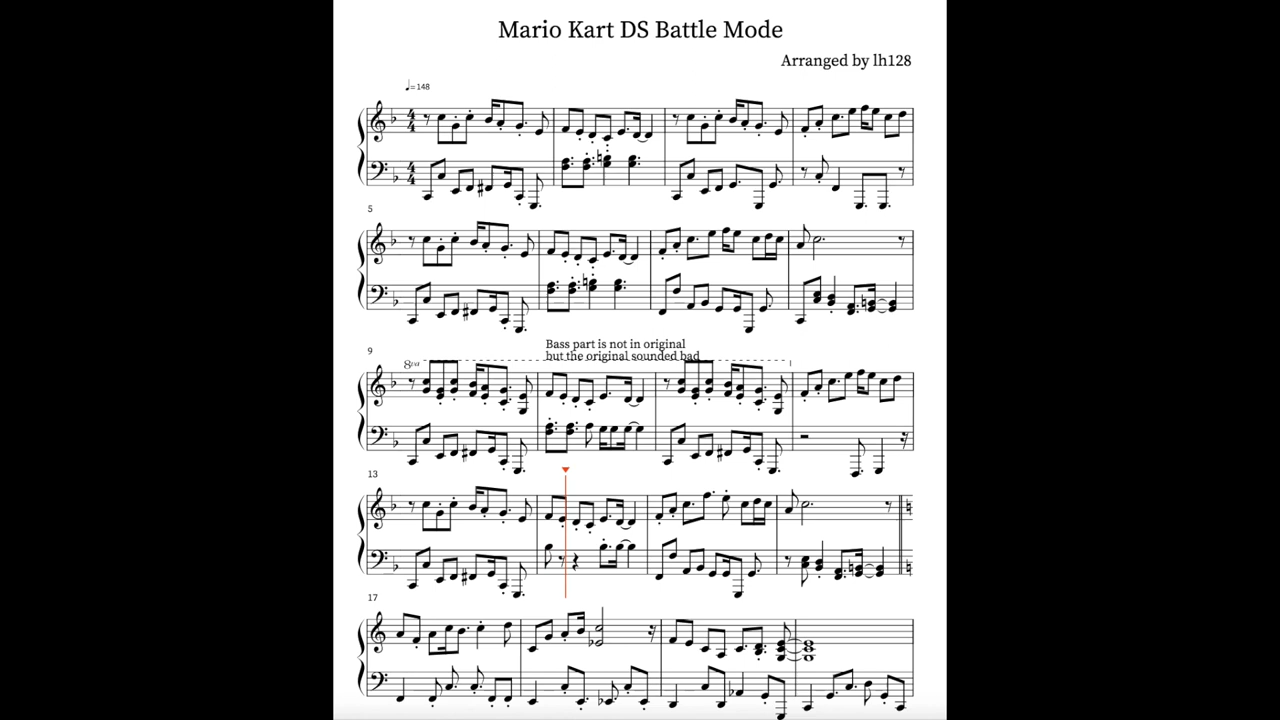 Mario Kart DS Battle Mode
Arranged by lh128
♩=148
5
9
8va
Bass part is not in original
but the original sounded bad
13
17